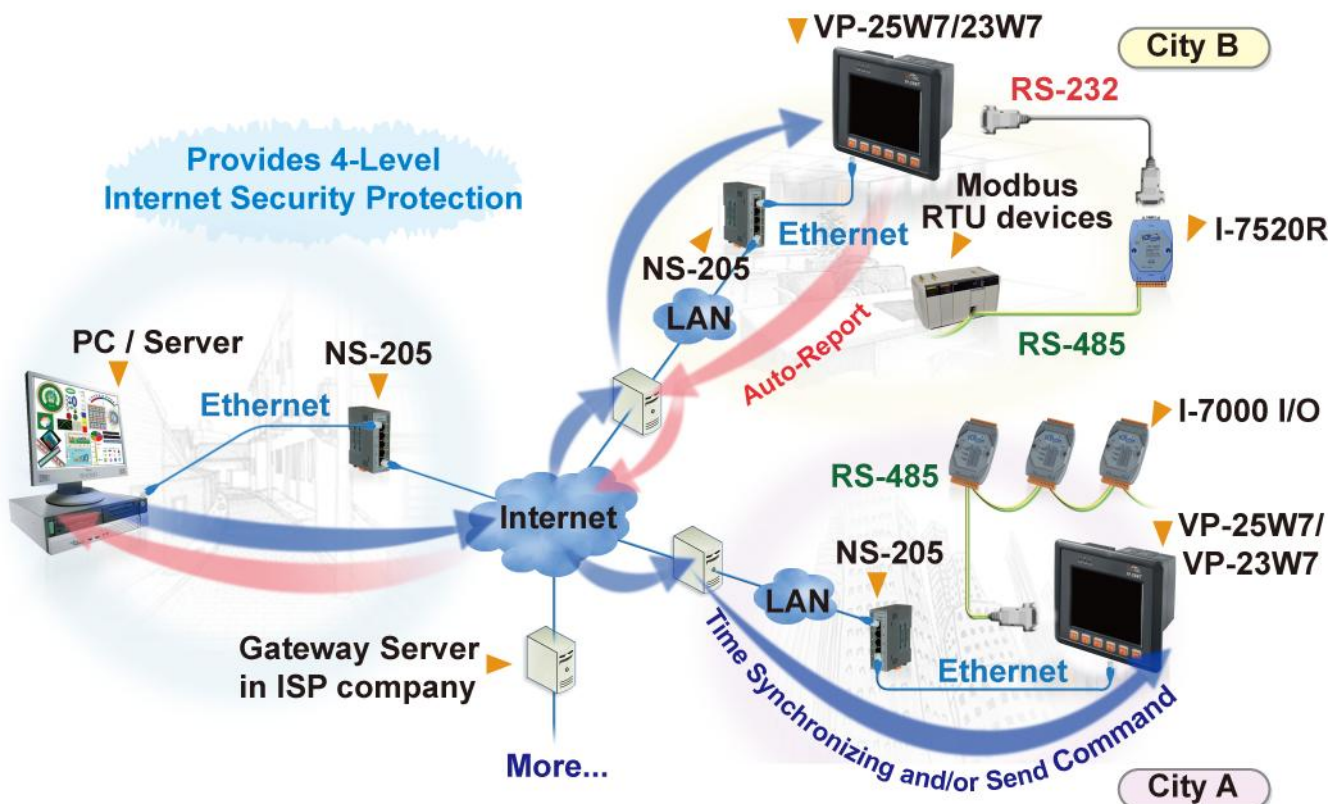 VP-25W7/23W7
City B
RS-232
Provides 4-Level
Internet Security Protection
Modbus
RTU devices
I-7520R
Ethernet
NS-205
LAN
RS-485
Auto-Report
PC / Server
NS-205
Ethernet
I-7000 I/O
RS-485
Internet
VP-25W7/
VP-23W7
NS-205
LAN
Gateway Server
in ISP company
Ethernet
Time Synchronizing and/or Send Command
More...
City A